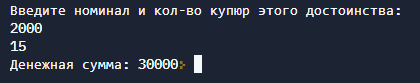 Введите номинал и кол-во купюр этого достоинства:
2000
15
Денежная сумма: 30000>